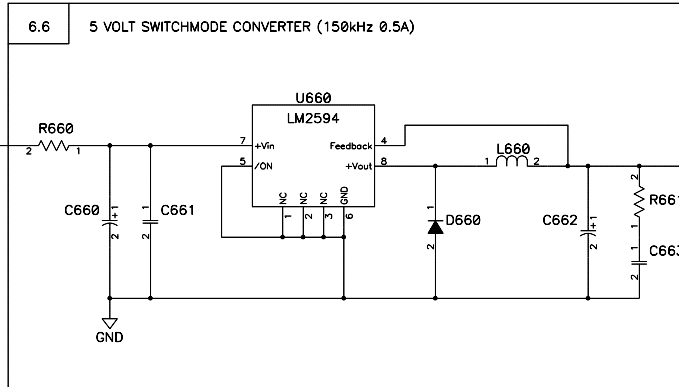 6.6 5 VOLT SWITCHMODE CONVERTER (150kHz 0.5A)
U660
LM2594
R660
2 1
7 +Vin
Feedback 4
5 /ON
+Vout 8
L660
1 2
NC NC NC GND
1 2 3 6
C660
+ 1
2
C661
1
2
D660
1
2
C662
+ 1
2
R661
2
1
C663
1
2
GND